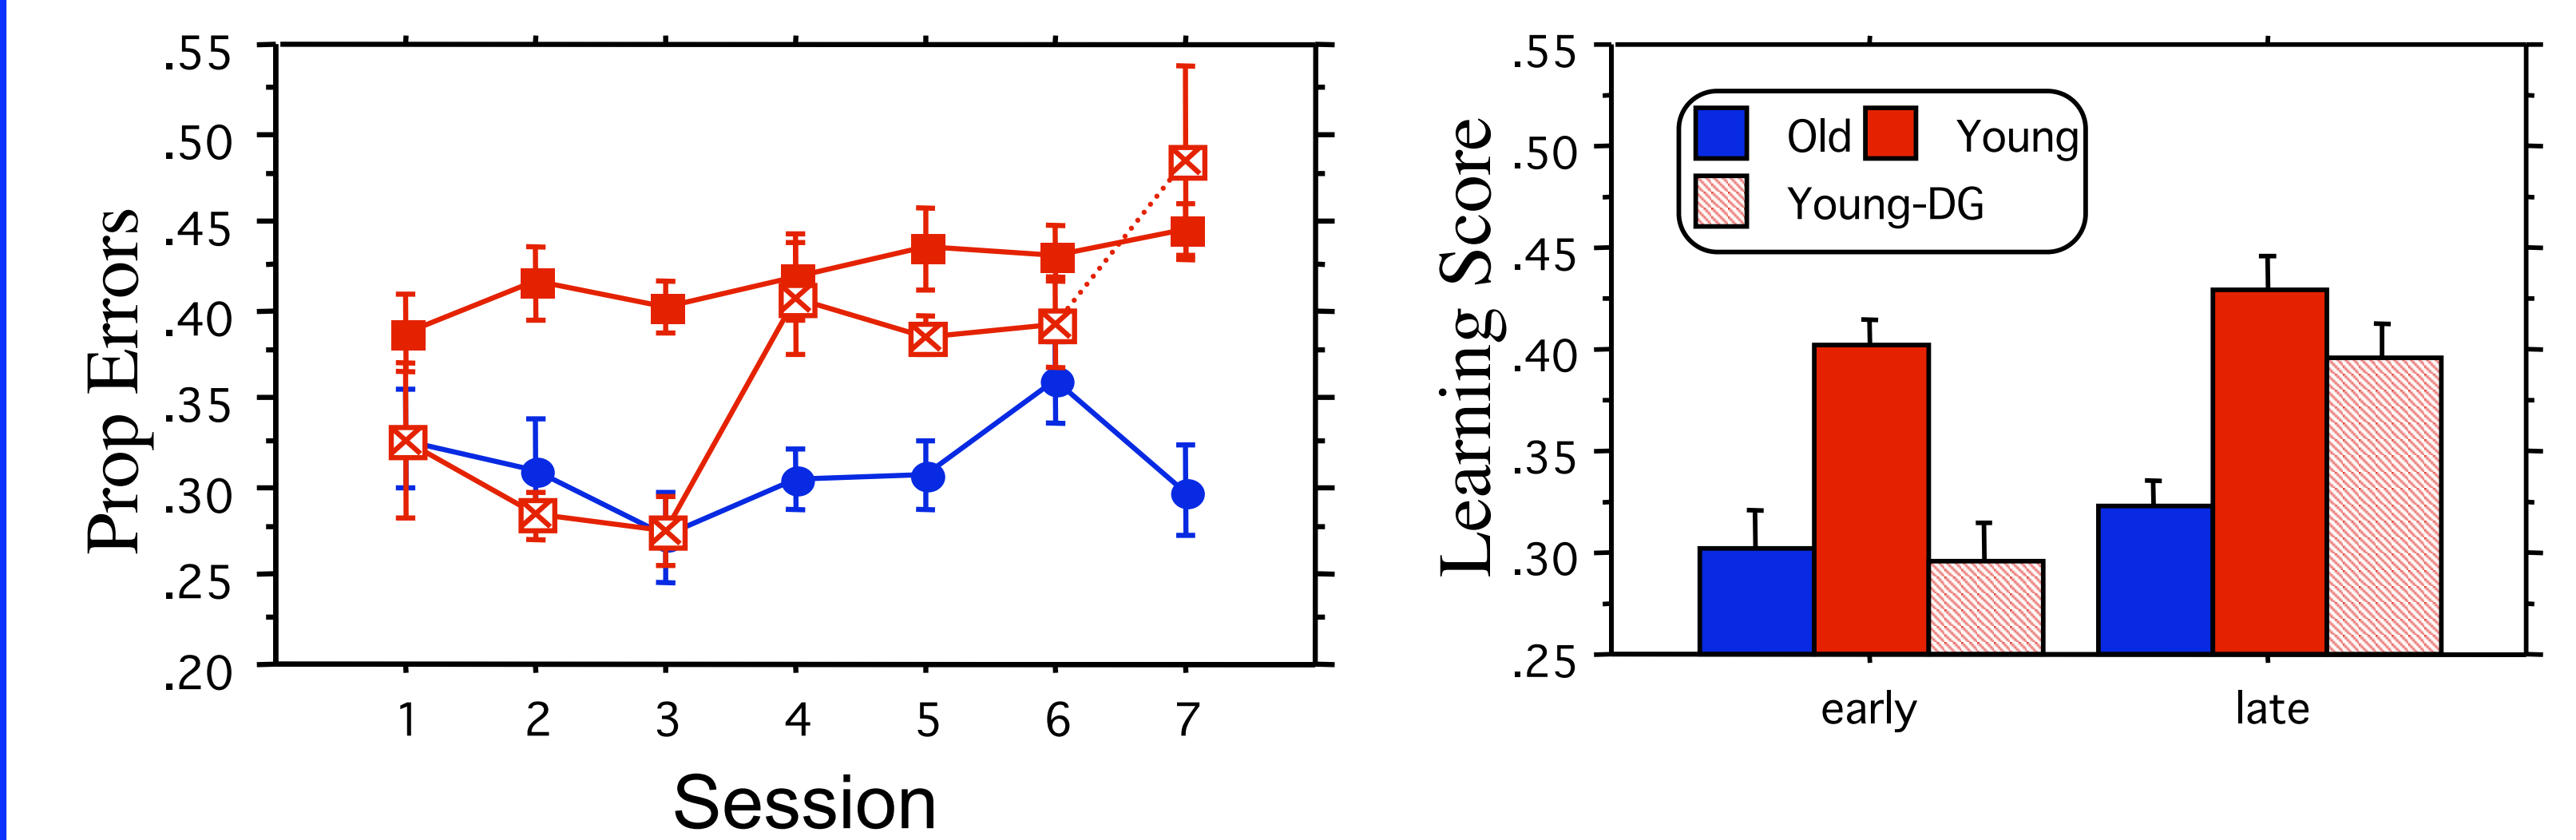 Prop Errors
.55
.50
.45
.40
.35
.30
.25
.20
1 2 3 4 5 6 7
Session
Learning Score
.55
.50
.45
.40
.35
.30
.25
Old Young
Young-DG
early late